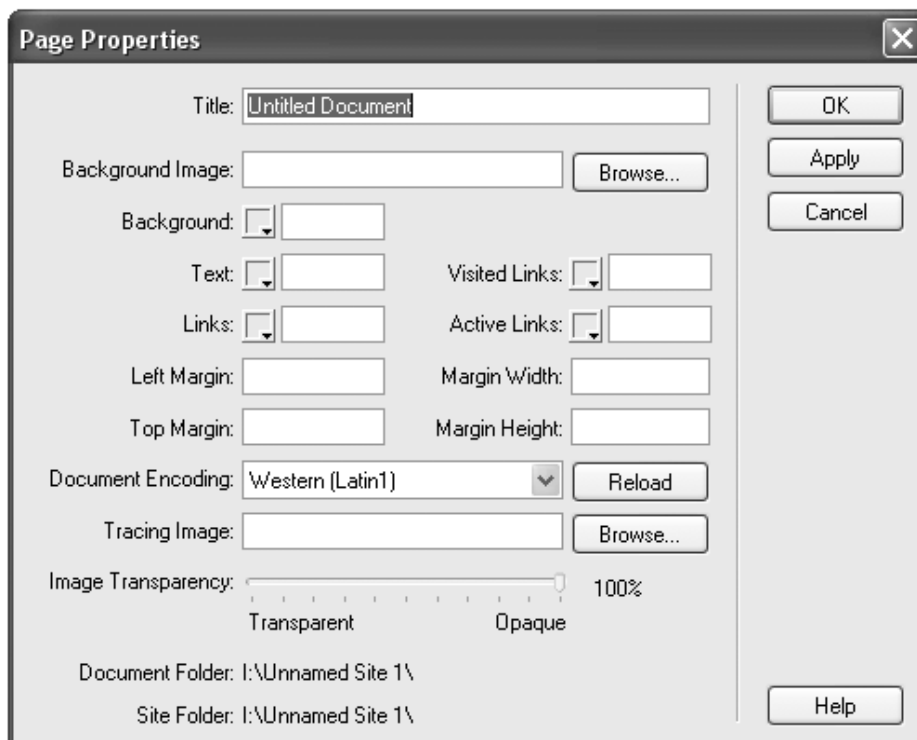 Page Properties
Title: Untitled Document
OK
Background Image: Browse...
Apply
Background:
Cancel
Text: Visited Links:
Links: Active Links:
Left Margin: Margin Width:
Top Margin: Margin Height:
Document Encoding: Western (Latin1) Reload
Tracing Image: Browse...
Image Transparency: 100%
Transparent Opaque
Document Folder: I:\Unnamed Site 1\
Site Folder: I:\Unnamed Site 1\
Help